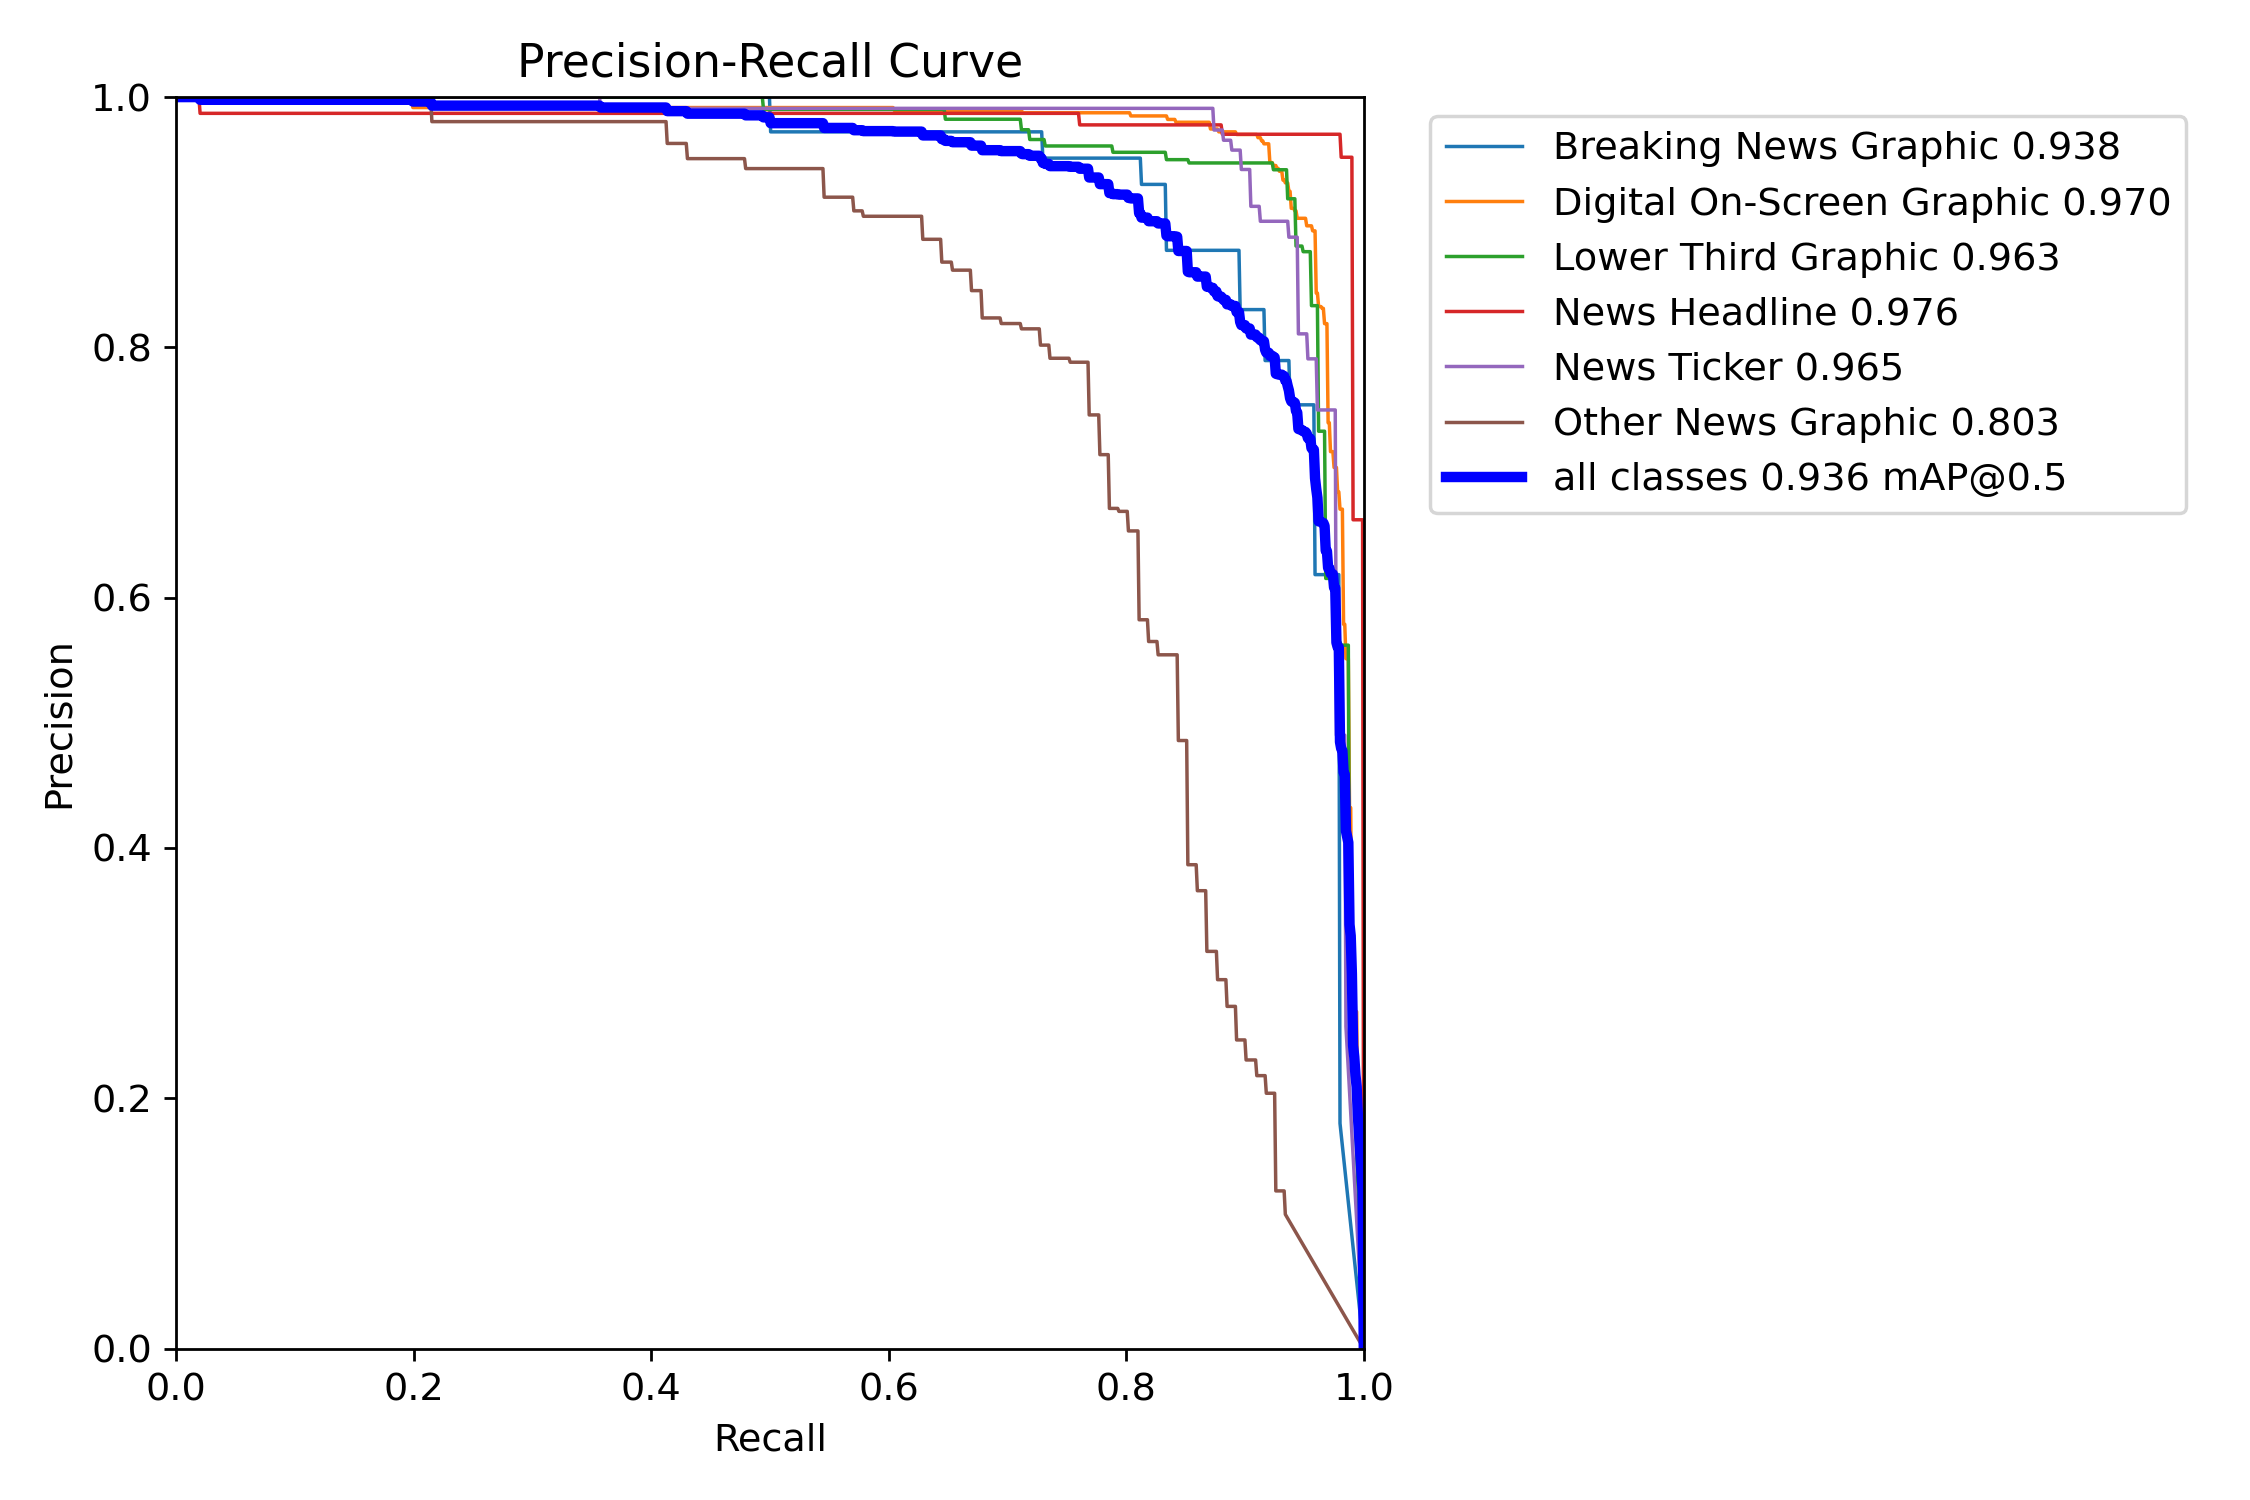 Precision-Recall Curve
1.0
0.8
0.6
0.4
0.2
0.0
Precision
0.0 0.2 0.4 0.6 0.8 1.0
Recall
Breaking News Graphic 0.938
Digital On-Screen Graphic 0.970
Lower Third Graphic 0.963
News Headline 0.976
News Ticker 0.965
Other News Graphic 0.803
all classes 0.936 mAP@0.5